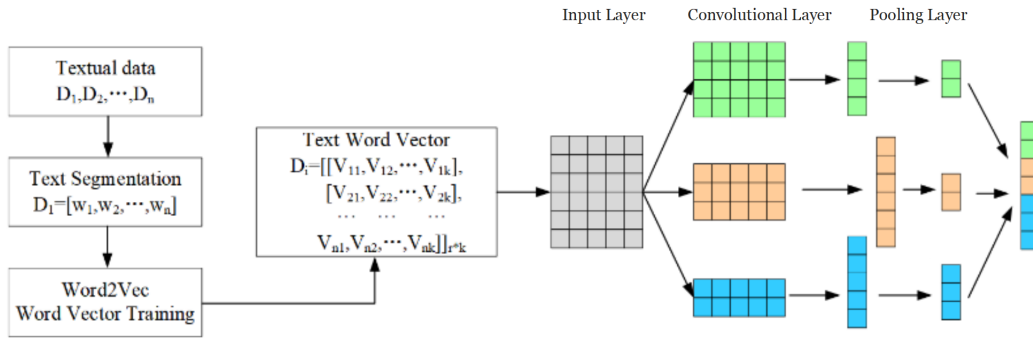 Input Layer
Convolutional Layer
Pooling Layer
Textual data
D₁,D₂,⋯,Dₙ
Text Segmentation
D₁=[w₁,w₂,⋯,wₙ]
Word2Vec
Word Vector Training
Text Word Vector
Dᵢ=[[V₁₁,V₁₂,⋯,V₁ₖ],
[V₂₁,V₂₂,⋯,V₂ₖ],
⋯ ⋯ ⋯
Vₙ₁,Vₙ₂,⋯,Vₙₖ]]ᵣ*ₖ